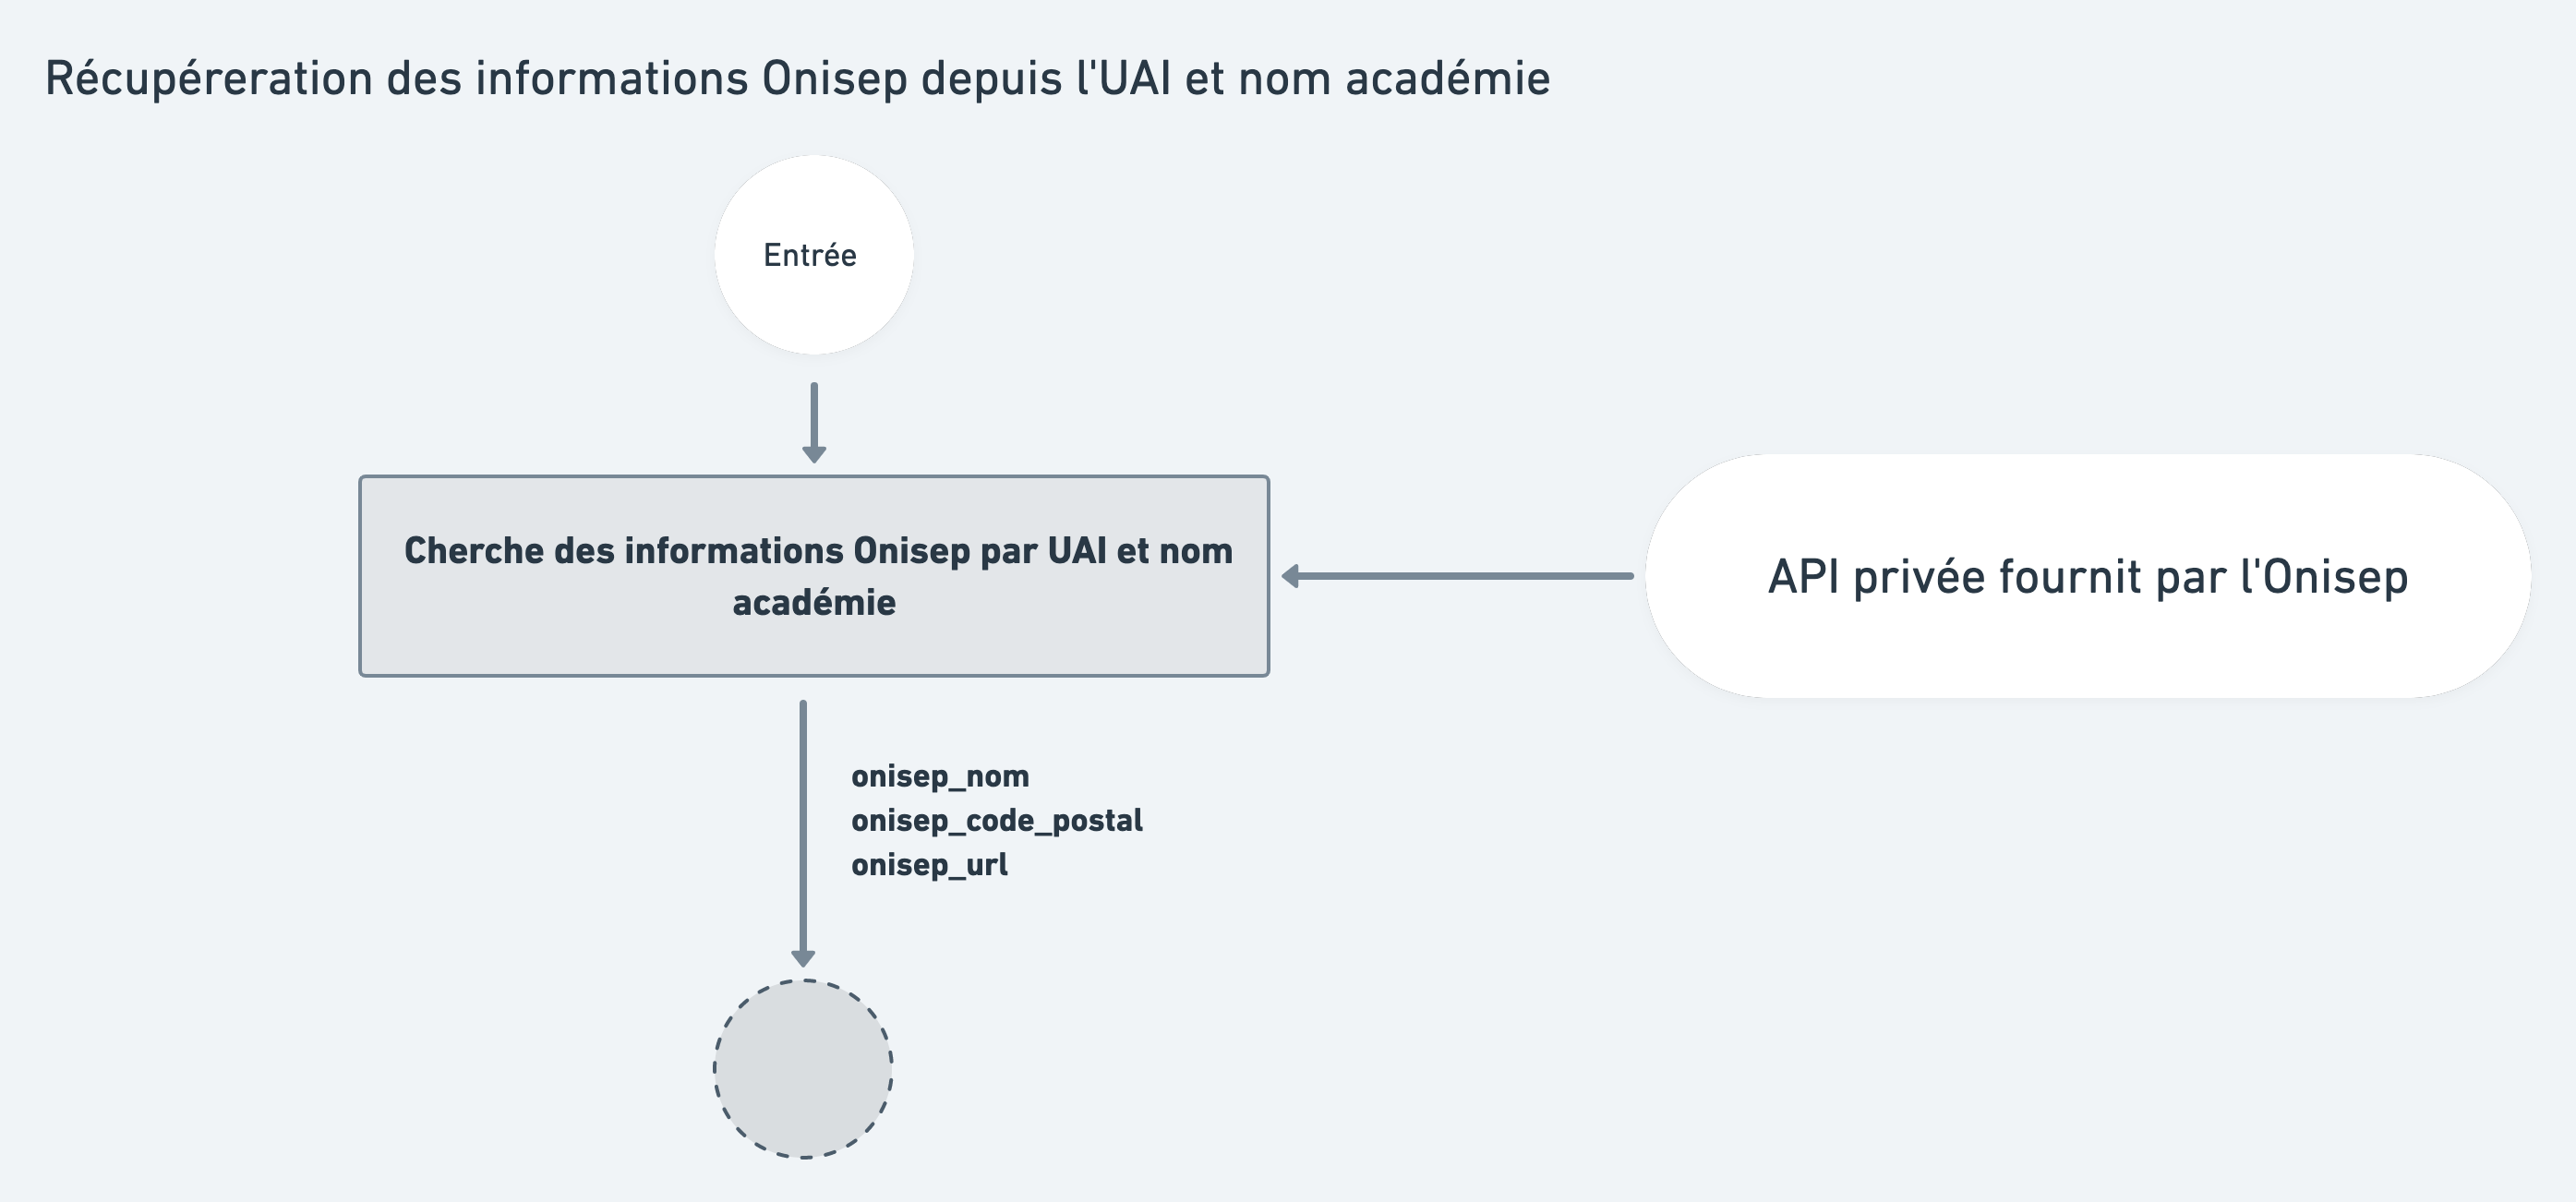 Récupéreration des informations Onisep depuis l'UAI et nom académie
Entrée
Cherche des informations Onisep par UAI et nom
académie
API privée fournit par l'Onisep
onisep_nom
onisep_code_postal
onisep_url